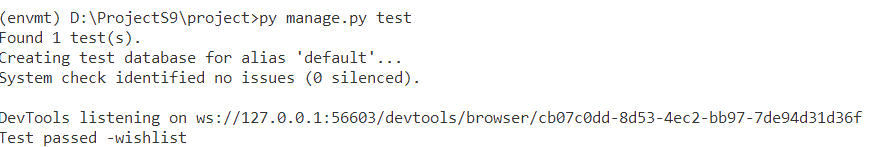 (envmt) D:\ProjectS9\project>py manage.py test
Found 1 test(s).
Creating test database for alias 'default'...
System check identified no issues (0 silenced).
DevTools listening on ws://127.0.0.1:56603/devtools/browser/cb07c0dd-8d53-4ec2-bb97-7de94d31d36f
Test passed -wishlist